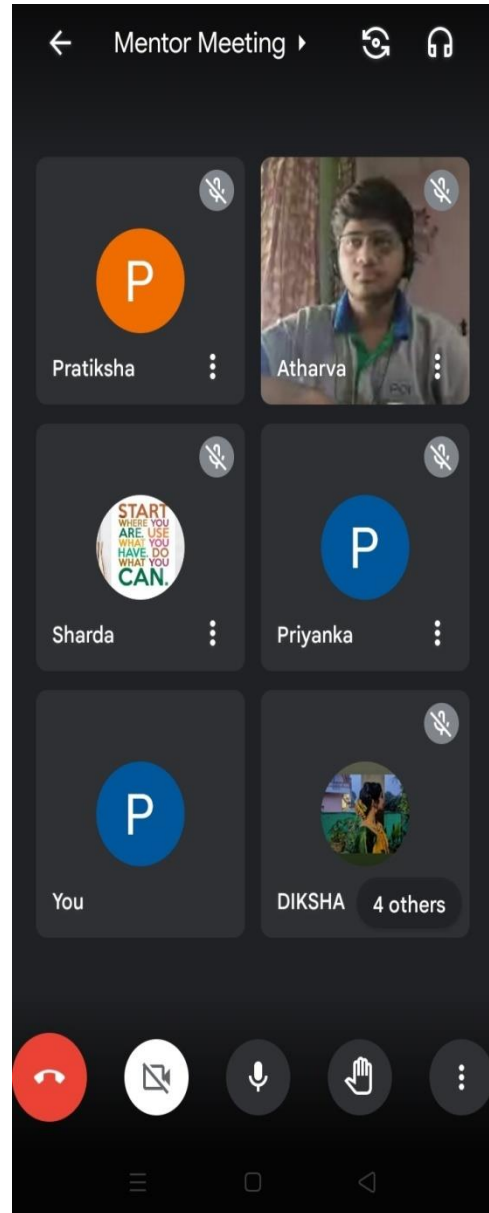 Mentor Meeting
P
Pratiksha
Atharva
START
WHERE YOU
ARE. USE
WHAT YOU
HAVE. DO
WHAT YOU
CAN.
Sharda
P
Priyanka
P
You
DIKSHA
4 others